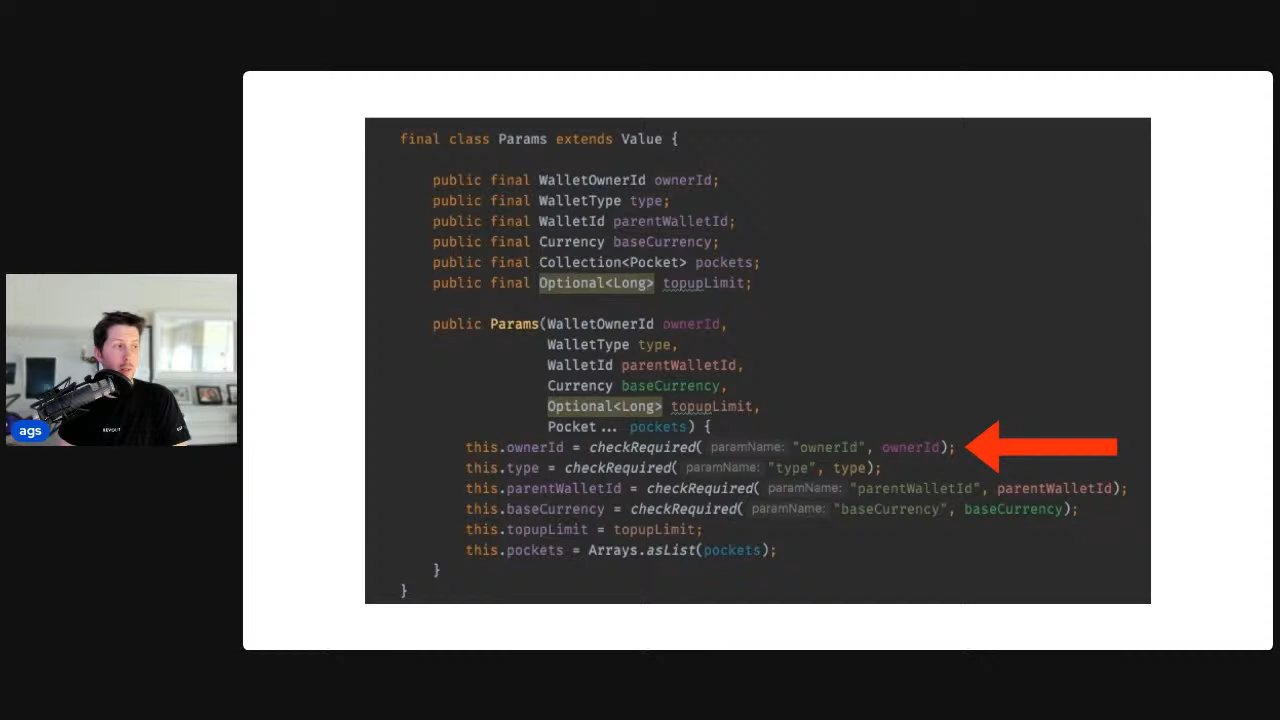 final class Params extends Value {
public final WalletOwnerId ownerId;
public final WalletType type;
public final WalletId parentWalletId;
public final Currency baseCurrency;
public final Collection<Pocket> pockets;
public final Optional<Long> topupLimit;
public Params(WalletOwnerId ownerId,
WalletType type,
WalletId parentWalletId,
Currency baseCurrency,
Optional<Long> topupLimit,
Pocket... pockets) {
this.ownerId = checkRequired( paramName: "ownerId", ownerId);
this.type = checkRequired( paramName: "type", type);
this.parentWalletId = checkRequired( paramName: "parentWalletId", parentWalletId);
this.baseCurrency = checkRequired( paramName: "baseCurrency", baseCurrency);
this.topupLimit = topupLimit;
this.pockets = Arrays.asList(pockets);
}
}
ags
REVOLUT